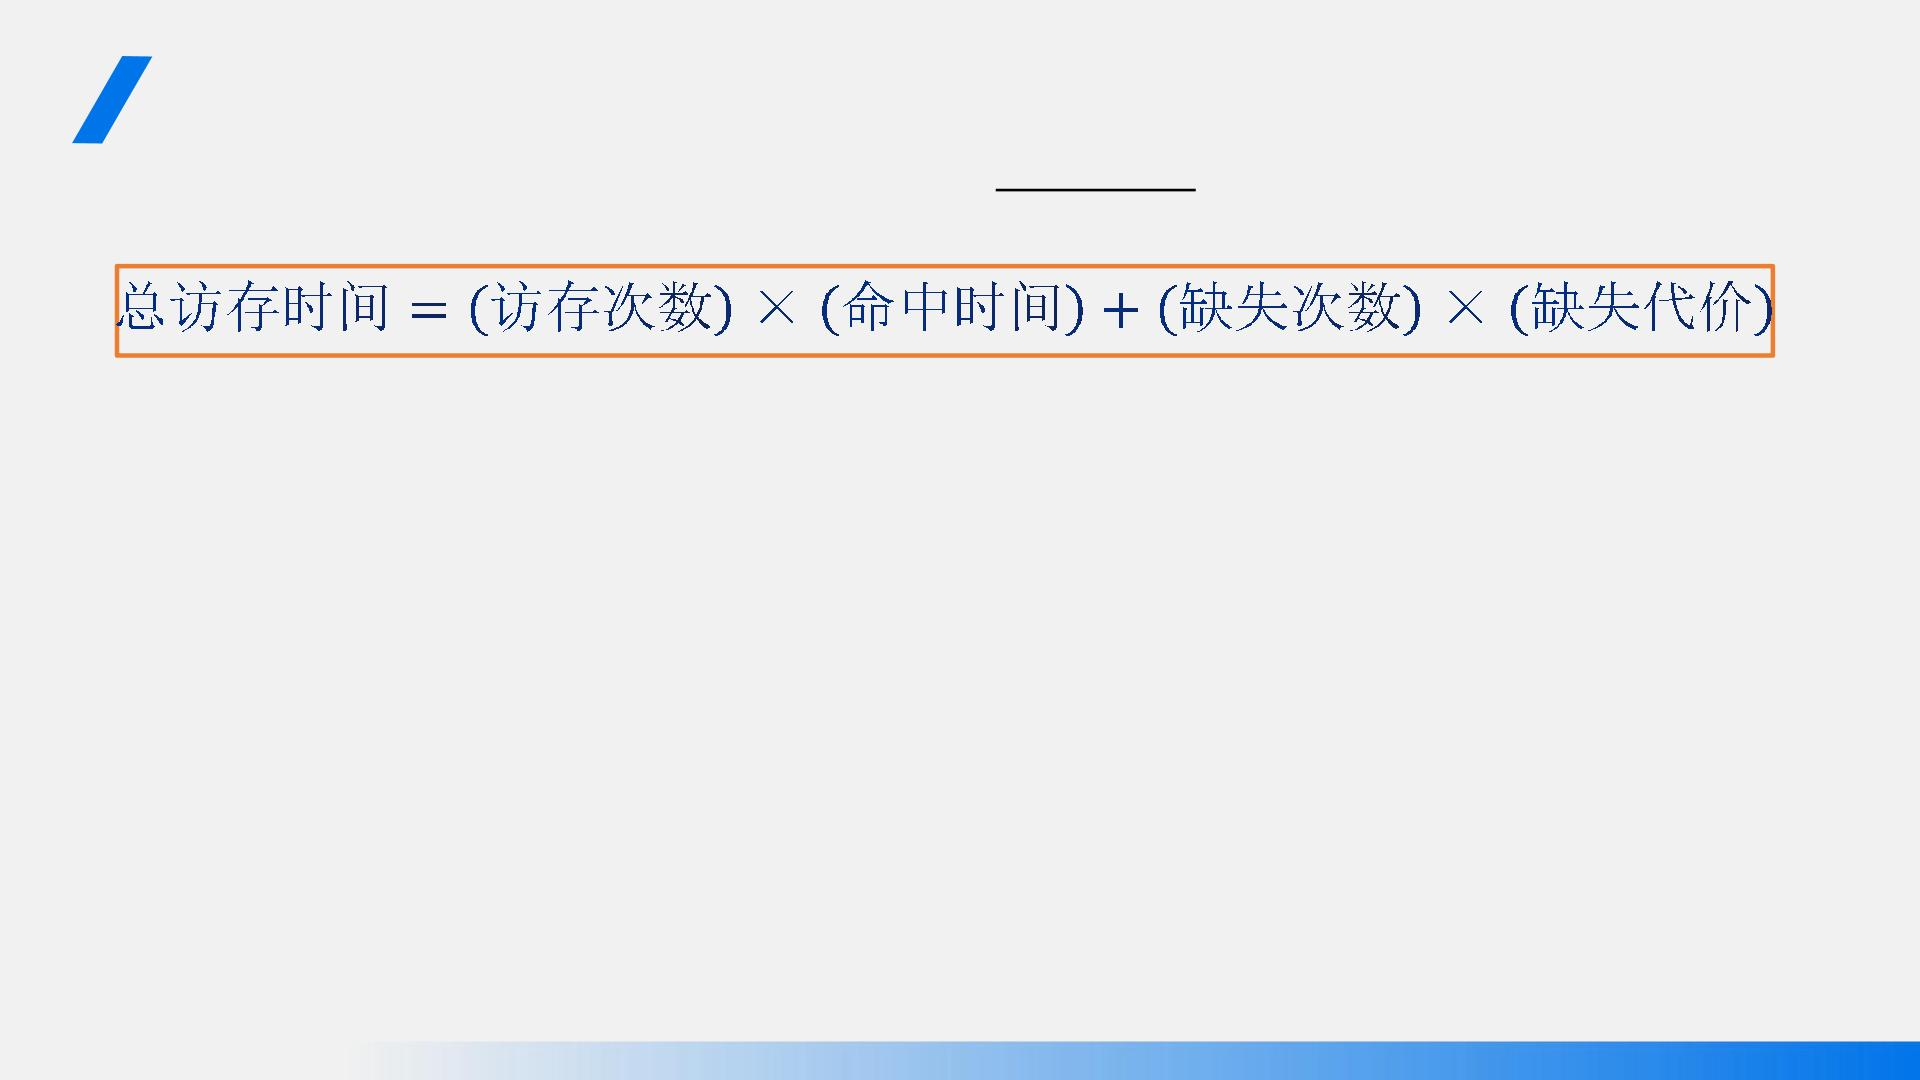 总访存时间 = (访存次数) × (命中时间) + (缺失次数) × (缺失代价)